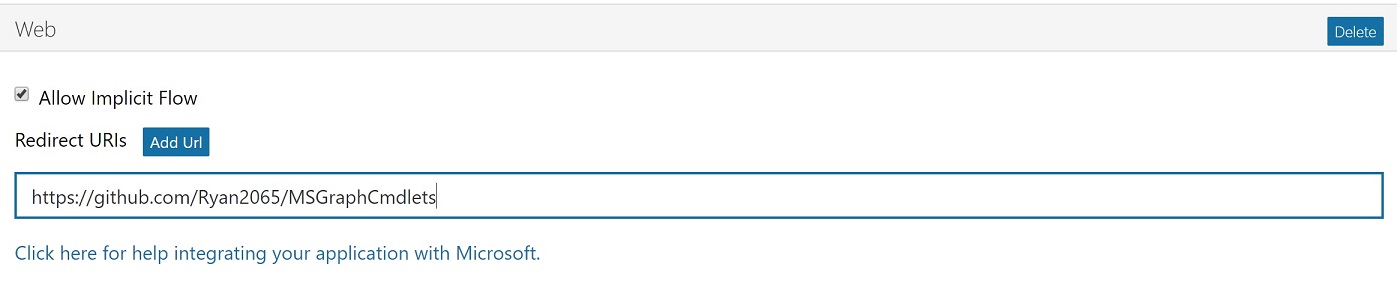 Web
Delete
Allow Implicit Flow
Redirect URIs Add Url
https://github.com/Ryan2065/MSGraphCmdlets
Click here for help integrating your application with Microsoft.